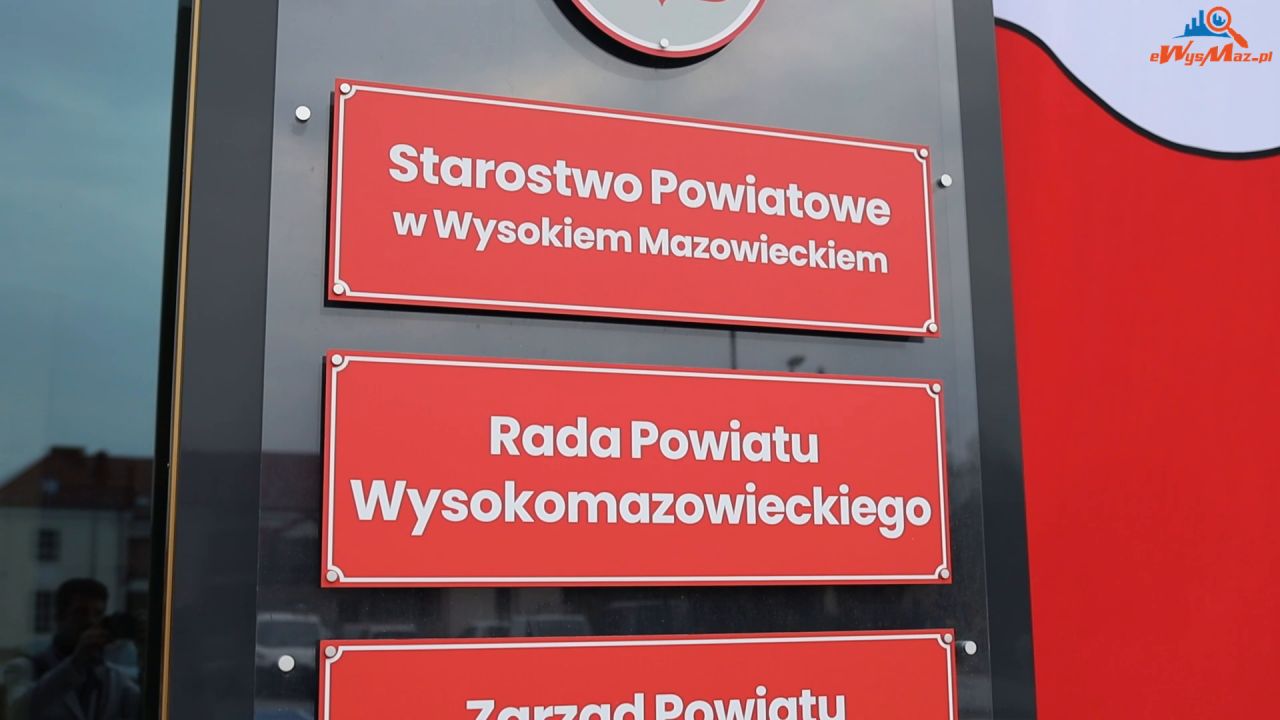 eWysMaz.pl
Starostwo Powiatowe
w Wysokiem Mazowieckiem
Rada Powiatu
Wysokomazowieckiego
Zarząd Powiatu